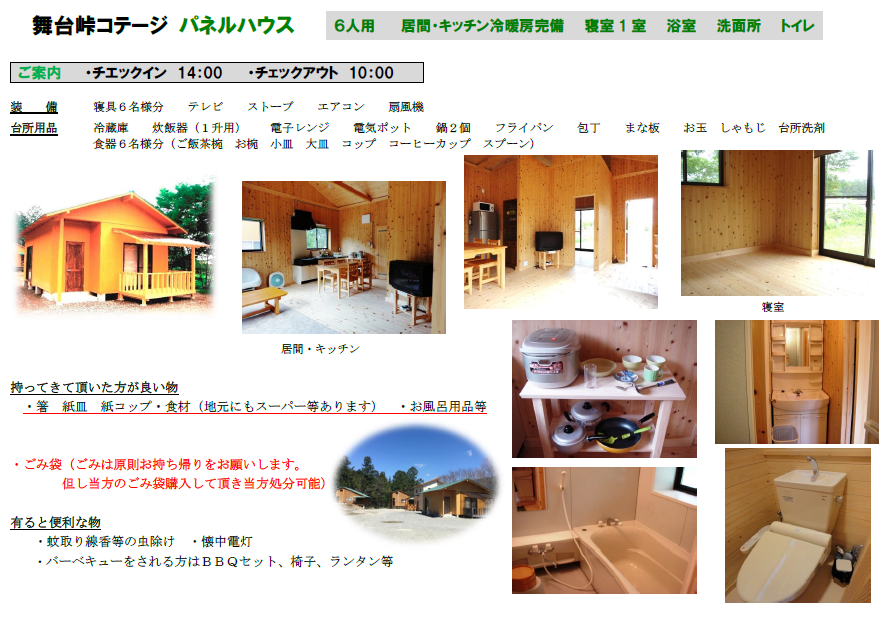 舞台峠コテージ パネルハウス 6人用 居間・キッチン冷暖房完備 寝室1室 浴室 洗面所 トイレ
ご案内 ・チエックイン 14:00 ・チェックアウト 10:00
装 備 寝具6名様分 テレビ ストーブ エアコン 扇風機
台所用品 冷蔵庫 炊飯器（1升用） 電子レンジ 電気ポット 鍋2個 フライパン 包丁 まな板 お玉 しゃもじ 台所洗剤
食器6名様分（ご飯茶椀 お椀 小皿 大皿 コップ コーヒーカップ スプーン）
寝室
居間・キッチン
持ってきて頂いた方が良い物
・箸 紙皿 紙コップ・食材（地元にもスーパー等あります） ・お風呂用品等
・ごみ袋（ごみは原則お持ち帰りをお願いします。
但し当方のごみ袋購入して頂き当方処分可能）
有ると便利な物
・蚊取り線香等の虫除け ・懐中電灯
・バーベキューをされる方はＢＢＱセット、椅子、ランタン等